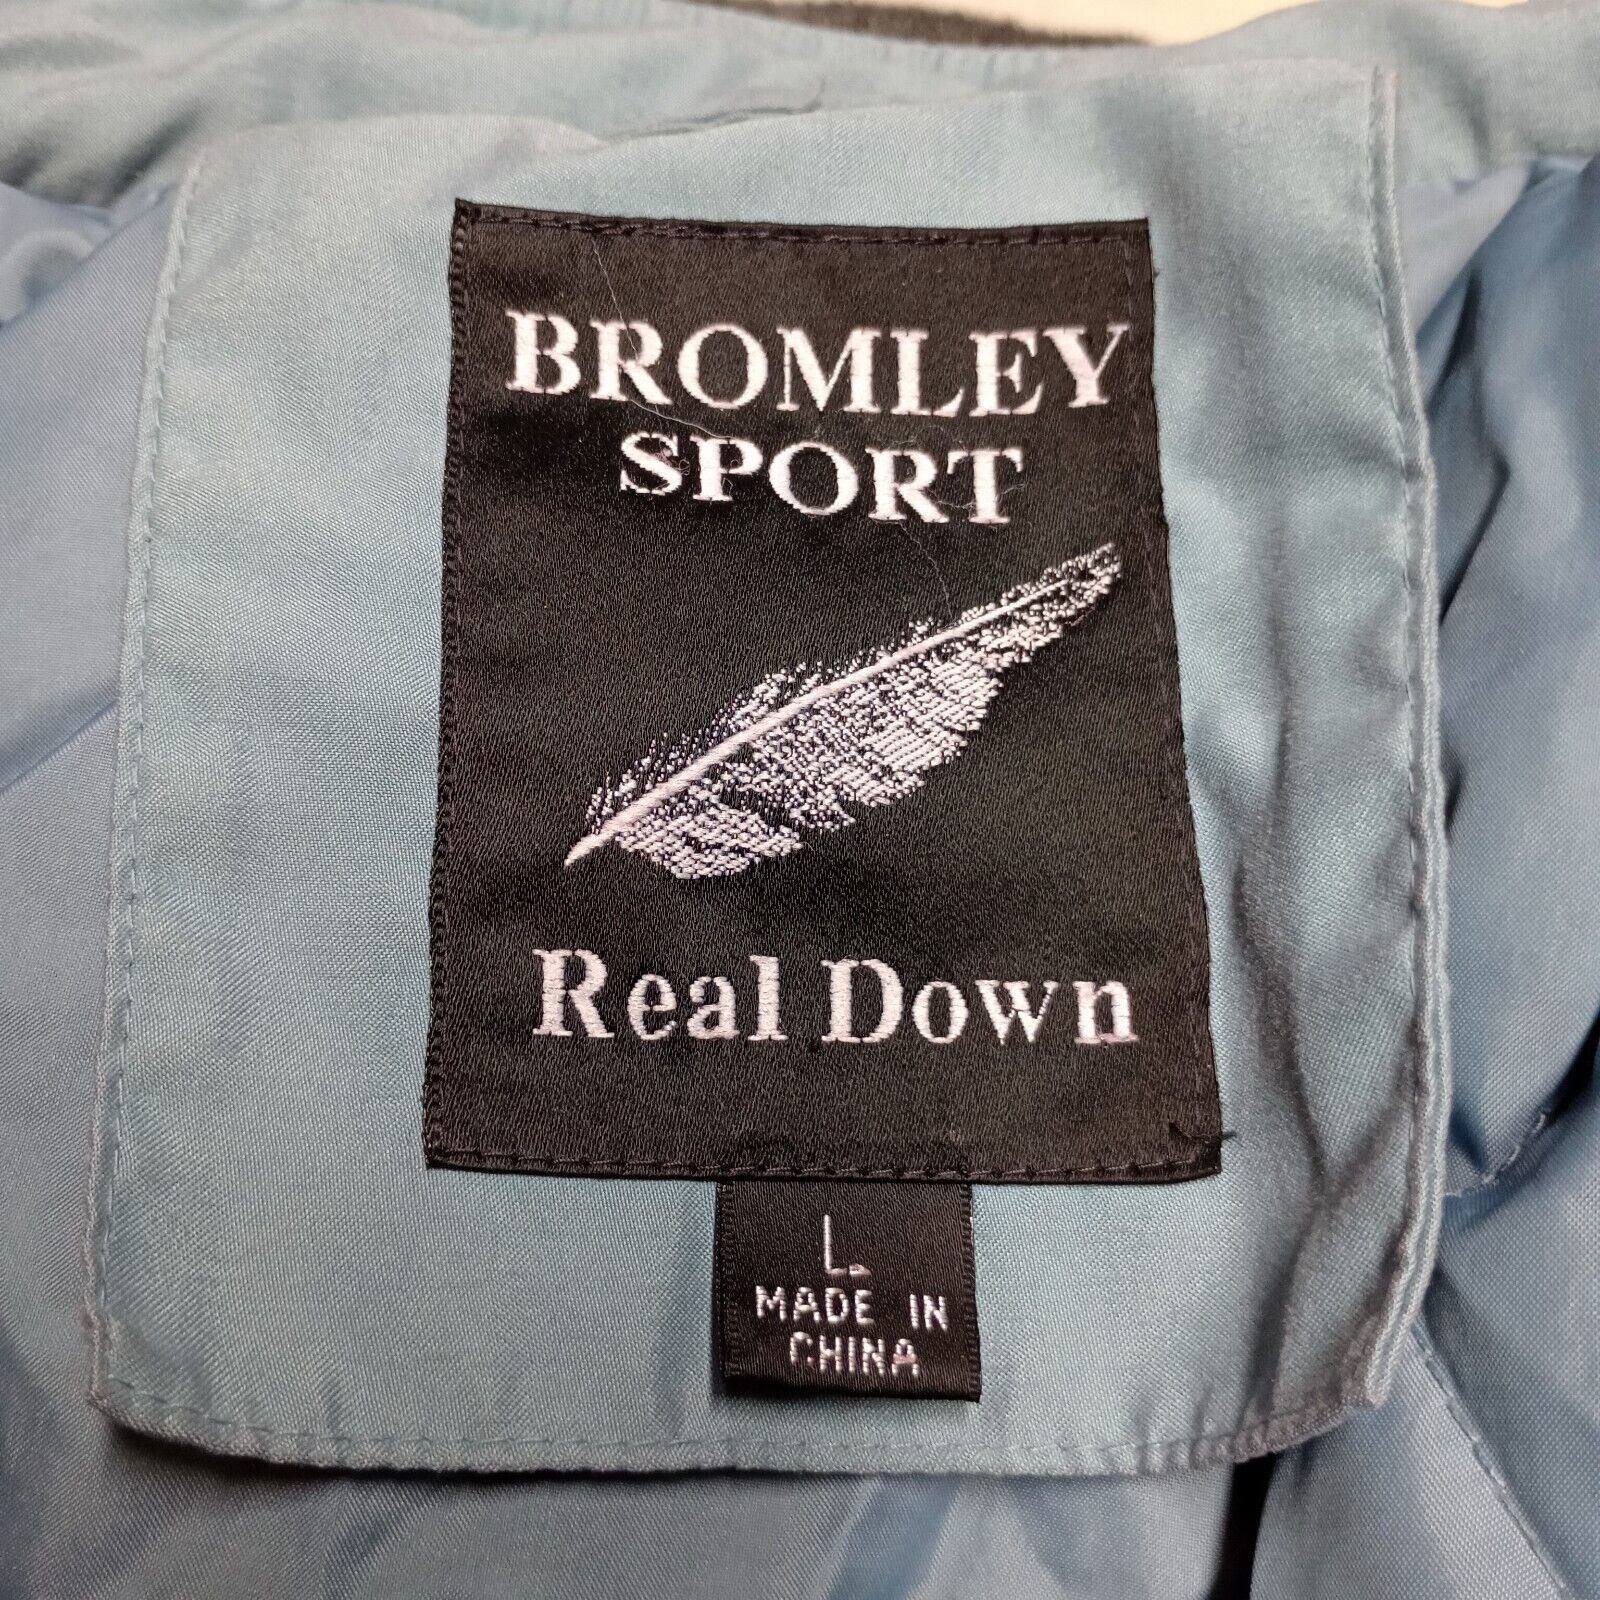 BROMLEY
SPORT
Real Down
L.
MADE IN
CHINA